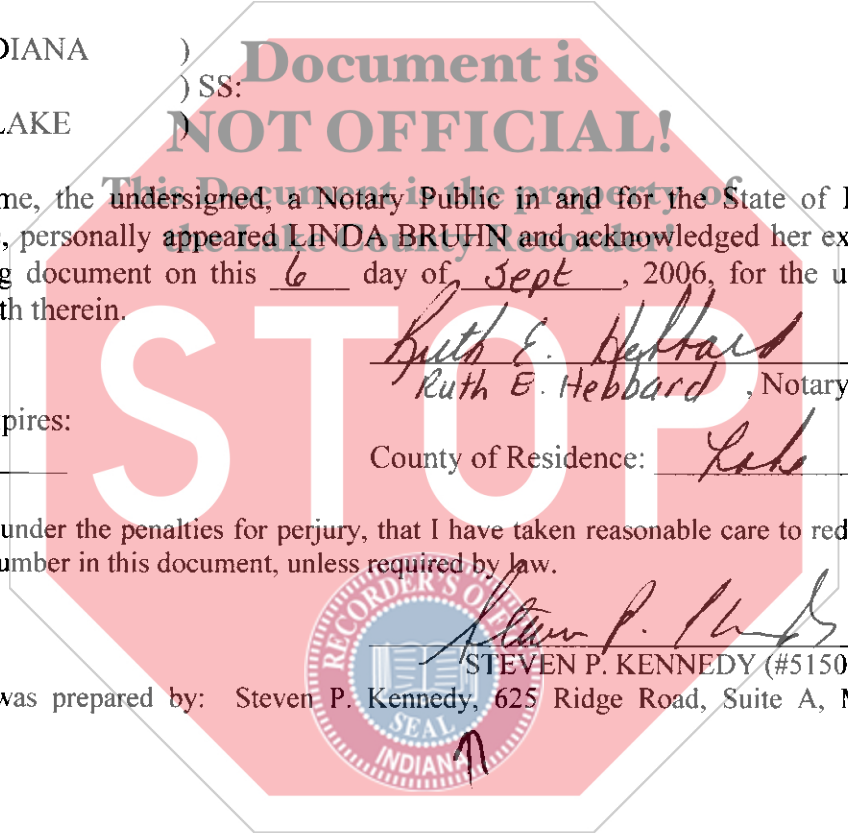 DIANA )
) SS:
LAKE )
Document is
NOT OFFICIAL!
This Document is the property of
the Lake County Recorder!
me, the undersigned, a Notary Public in and for the State of I
, personally appeared LINDA BRUHN and acknowledged her ex
g document on this 6 day of Sept, 2006, for the u
th therein.
Ruth E. Hebbard
Ruth E. Hebbard, Notary
pires:
County of Residence: Lake
under the penalties for perjury, that I have taken reasonable care to red
umber in this document, unless required by law.
Steven P. Kennedy
STEVEN P. KENNEDY (#5150
was prepared by: Steven P. Kennedy, 625 Ridge Road, Suite A, M
STOP
RECORDER'S OFFICE
SEAL
INDIANA